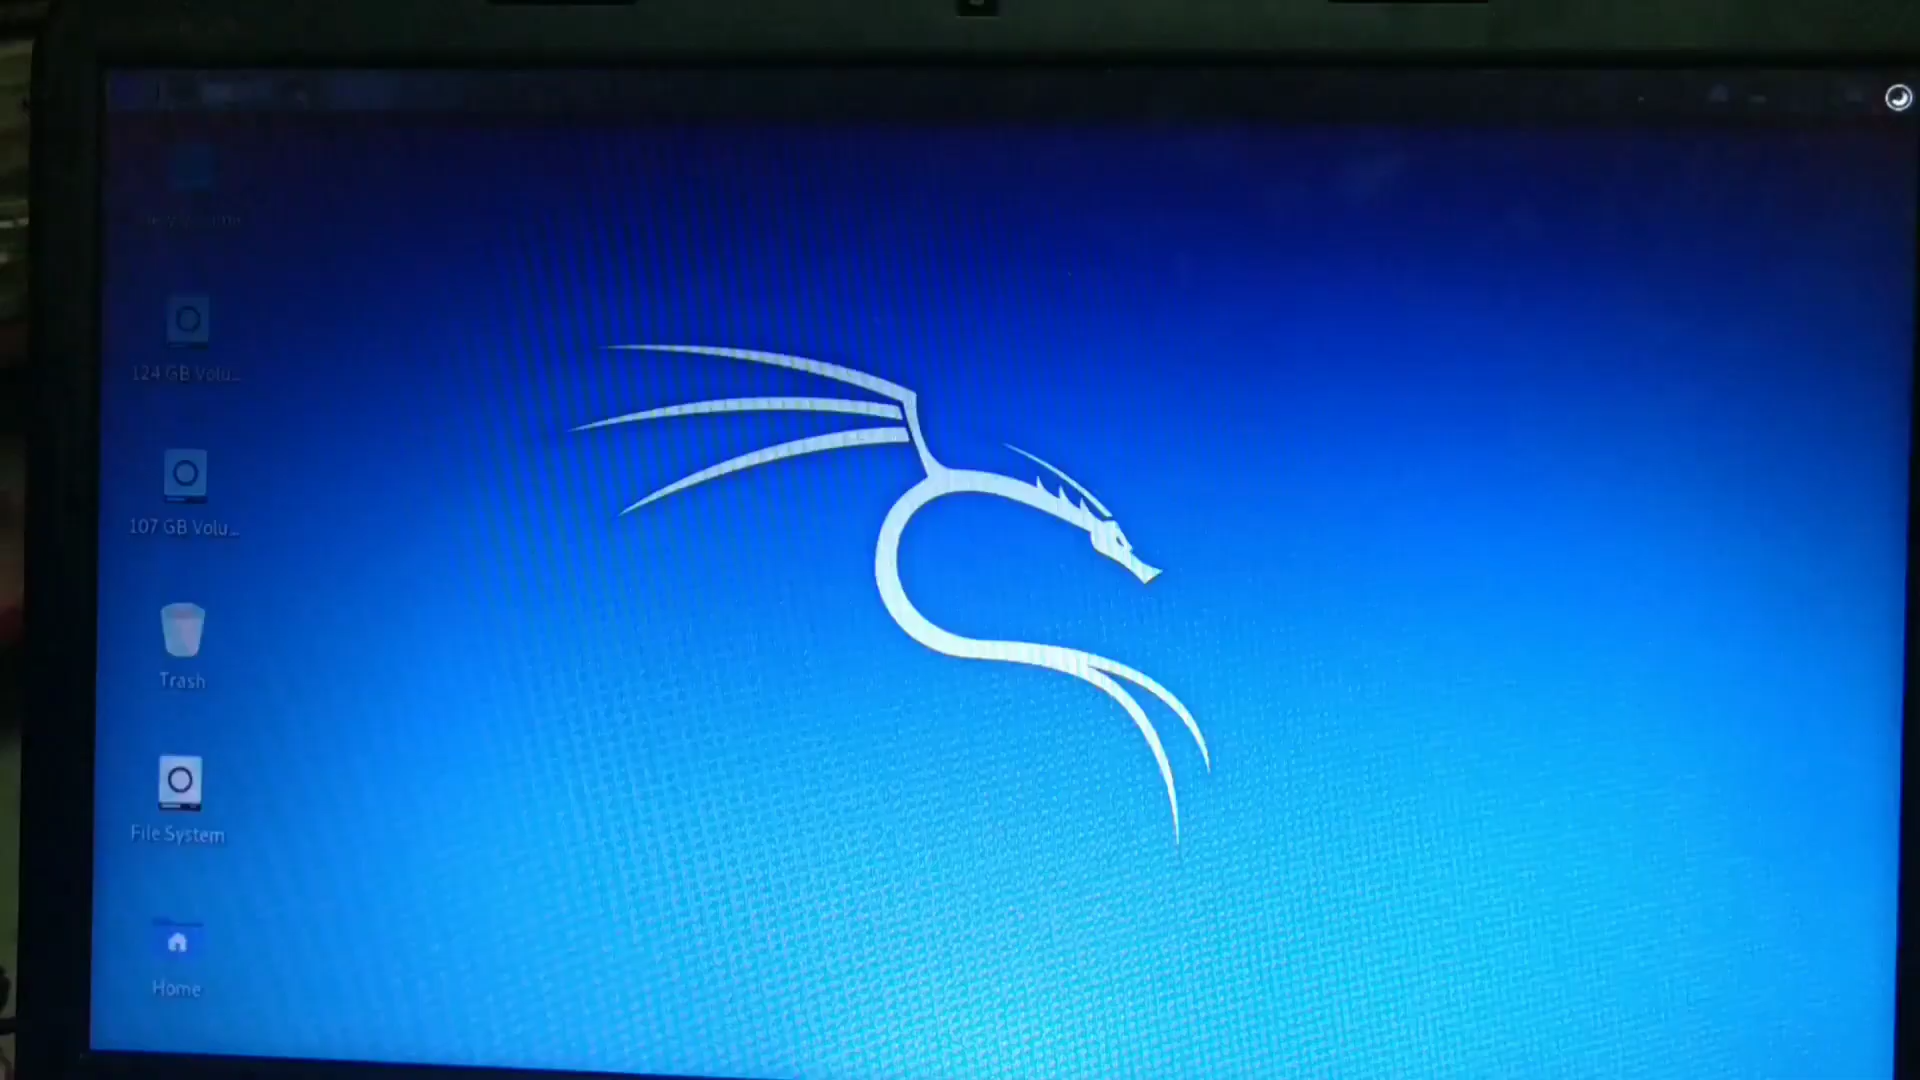 124 GB Volu...
107 GB Volu...
Trash
File System
Home